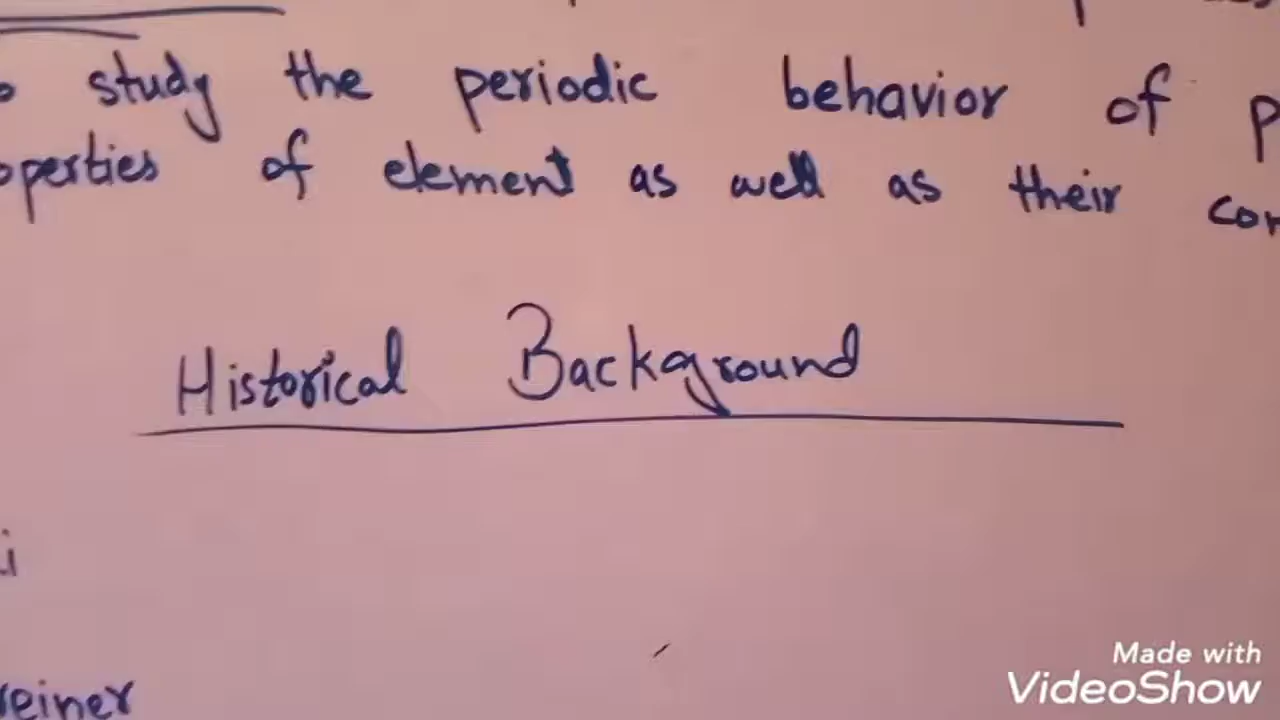 study the periodic behavior of
of element as well as their
Historical Background
Made with
VideoShow